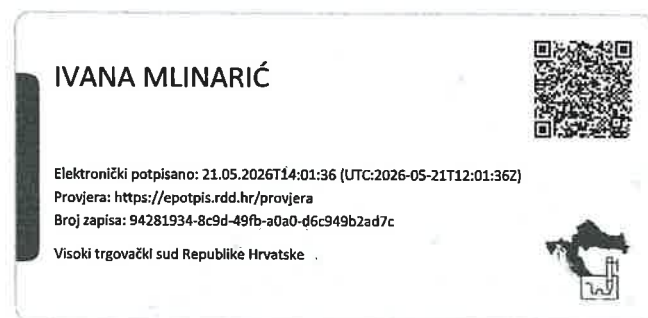 IVANA MLINARIĆ
Elektronički potpisano: 21.05.2026T14:01:36 (UTC:2026-05-21T12:01:36Z)
Provjera: https://epotpis.rdd.hr/provjera
Broj zapisa: 94281934-8c9d-49fb-a0a0-d6c949b2ad7c
Visoki trgovački sud Republike Hrvatske